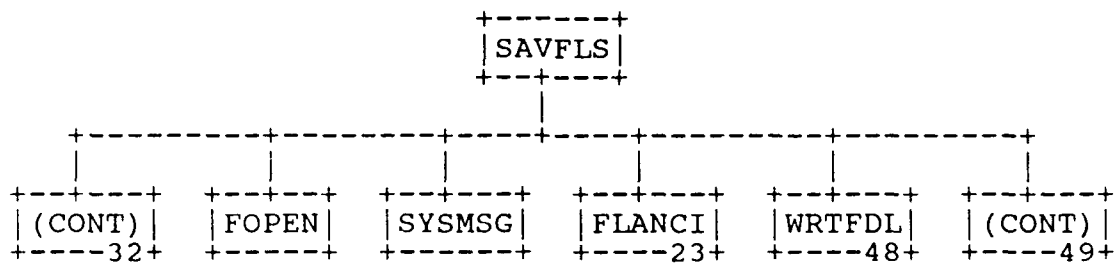 SAVFLS
(CONT) FOPEN SYSMSG FLANCI WRTFDL (CONT)
32 23 48 49